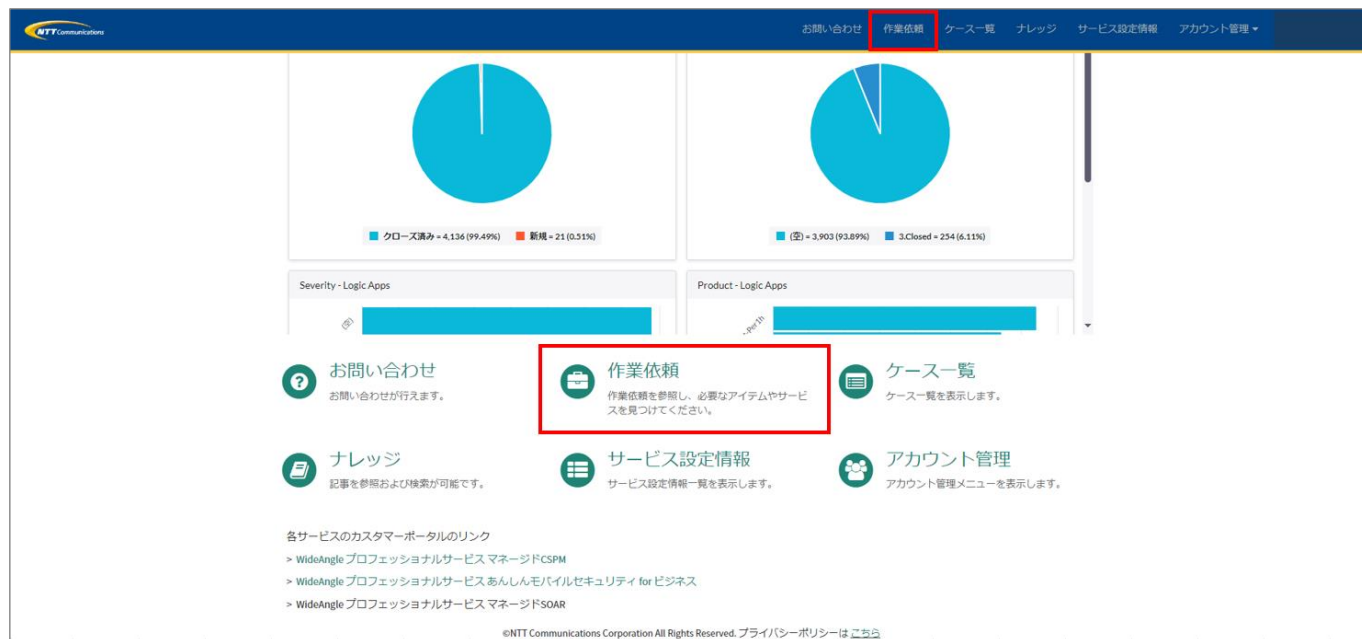 NTT Communications
お問い合わせ 作業依頼 ケース一覧 ナレッジ サービス設定情報 アカウント管理
クローズ済み = 4,136 (99.49%) 新規 = 21 (0.51%)
(空) = 3,903 (93.89%) 3.Closed = 254 (6.11%)
Severity - Logic Apps
Product - Logic Apps
(空)
-Per1h
お問い合わせ
お問い合わせが行えます。
作業依頼
作業依頼を参照し、必要なアイテムやサービ
スを見つけてください。
ケース一覧
ケース一覧を表示します。
ナレッジ
記事を参照および検索が可能です。
サービス設定情報
サービス設定情報一覧を表示します。
アカウント管理
アカウント管理メニューを表示します。
各サービスのカスタマーポータルのリンク
> WideAngle プロフェッショナルサービス マネージドCSPM
> WideAngle プロフェッショナルサービス あんしんモバイルセキュリティ for ビジネス
> WideAngle プロフェッショナルサービス マネージドSOAR
©NTT Communications Corporation All Rights Reserved. プライバシーポリシーは こちら